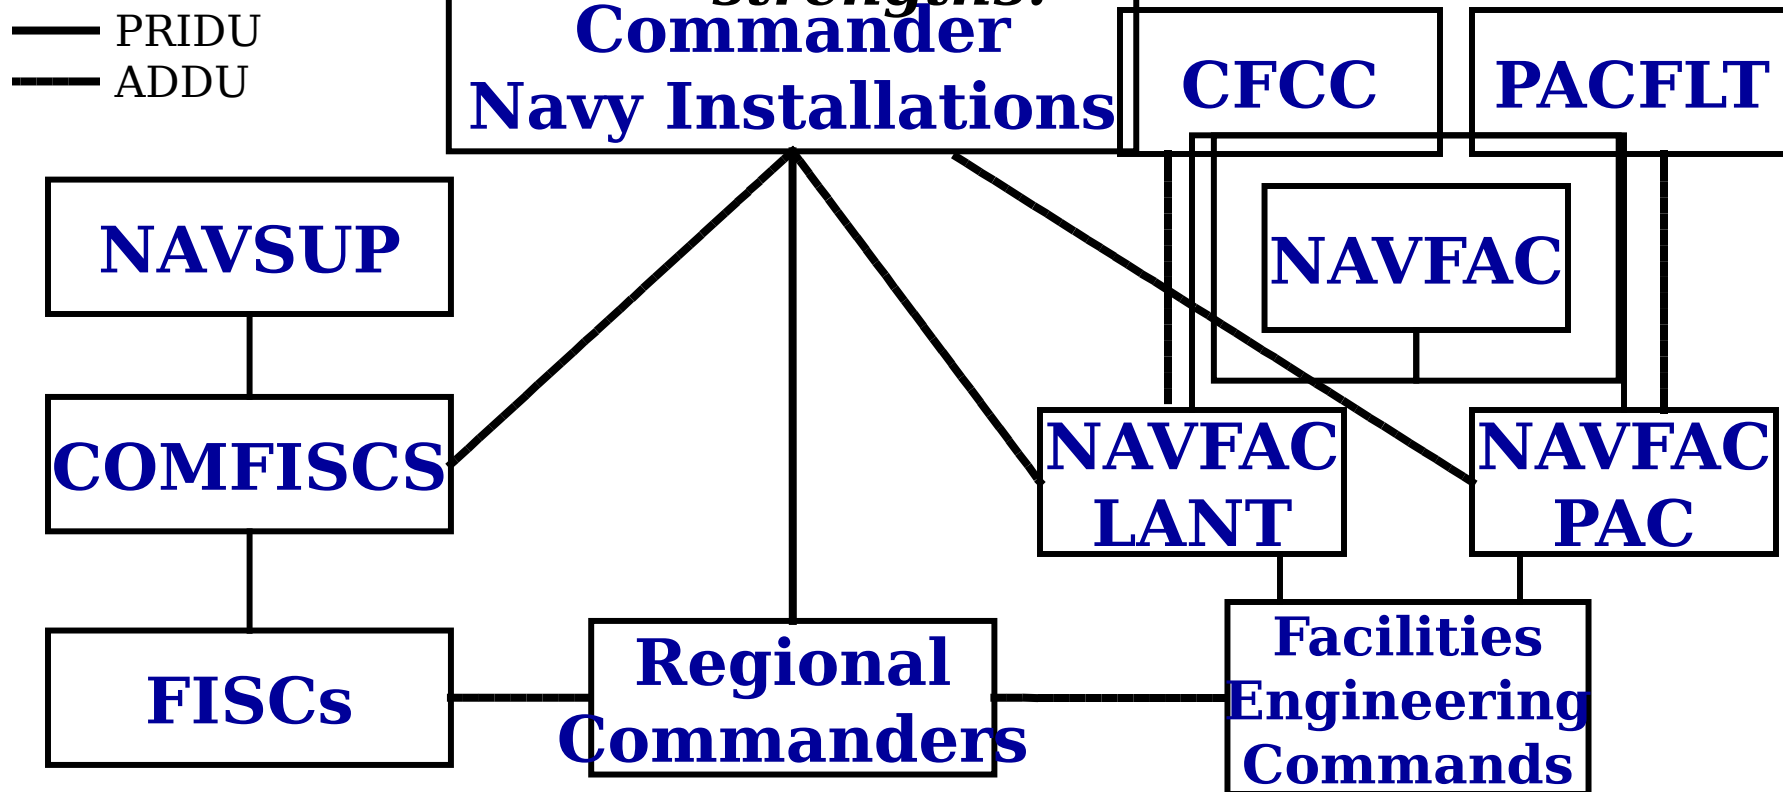 strengths.
PRIDU
ADDU
Commander
Navy Installations
CFCC
PACFLT
NAVSUP
NAVFAC
COMFISCS
NAVFAC
LANT
NAVFAC
PAC
FISCs
Regional
Commanders
Facilities
Engineering
Commands